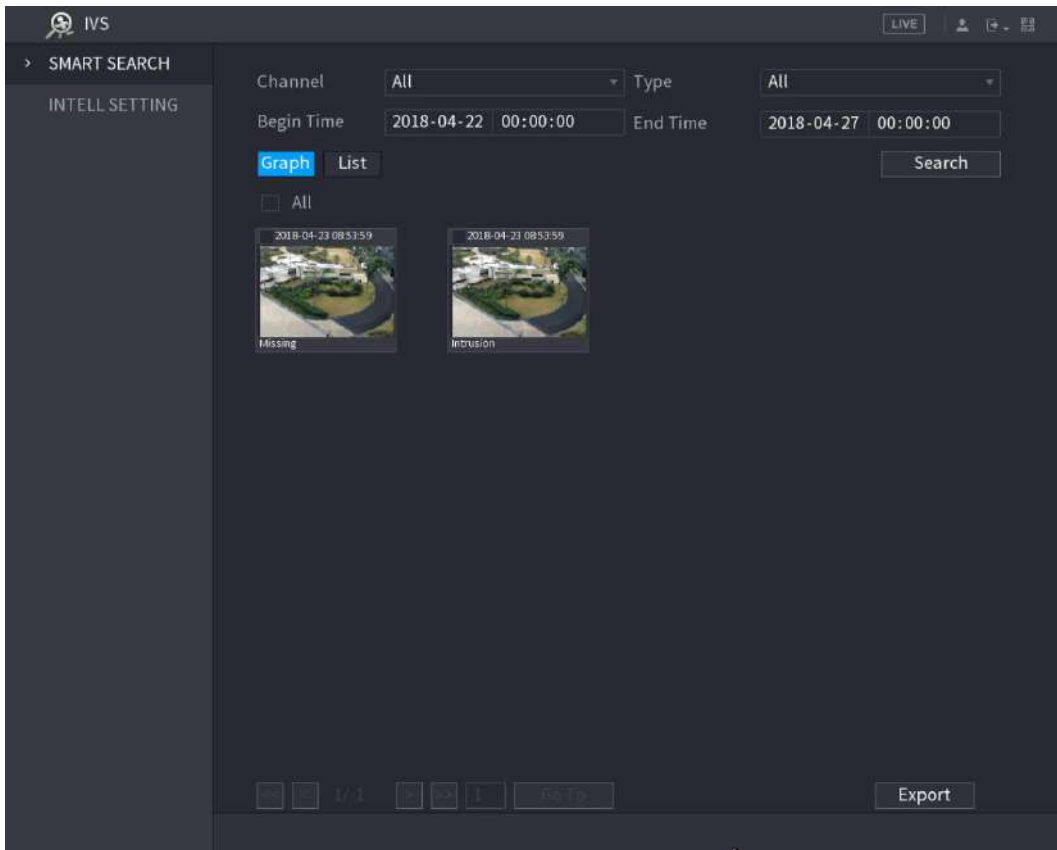 IVS
LIVE
> SMART SEARCH
INTELL SETTING
Channel All Type All
Begin Time 2018-04-22 00:00:00 End Time 2018-04-27 00:00:00
Graph List Search
All
2018-04-23 08:53:59 2018-04-23 08:53:59
Missing Intrusion
<< < 1/ 1 > >> 1 Go To Export